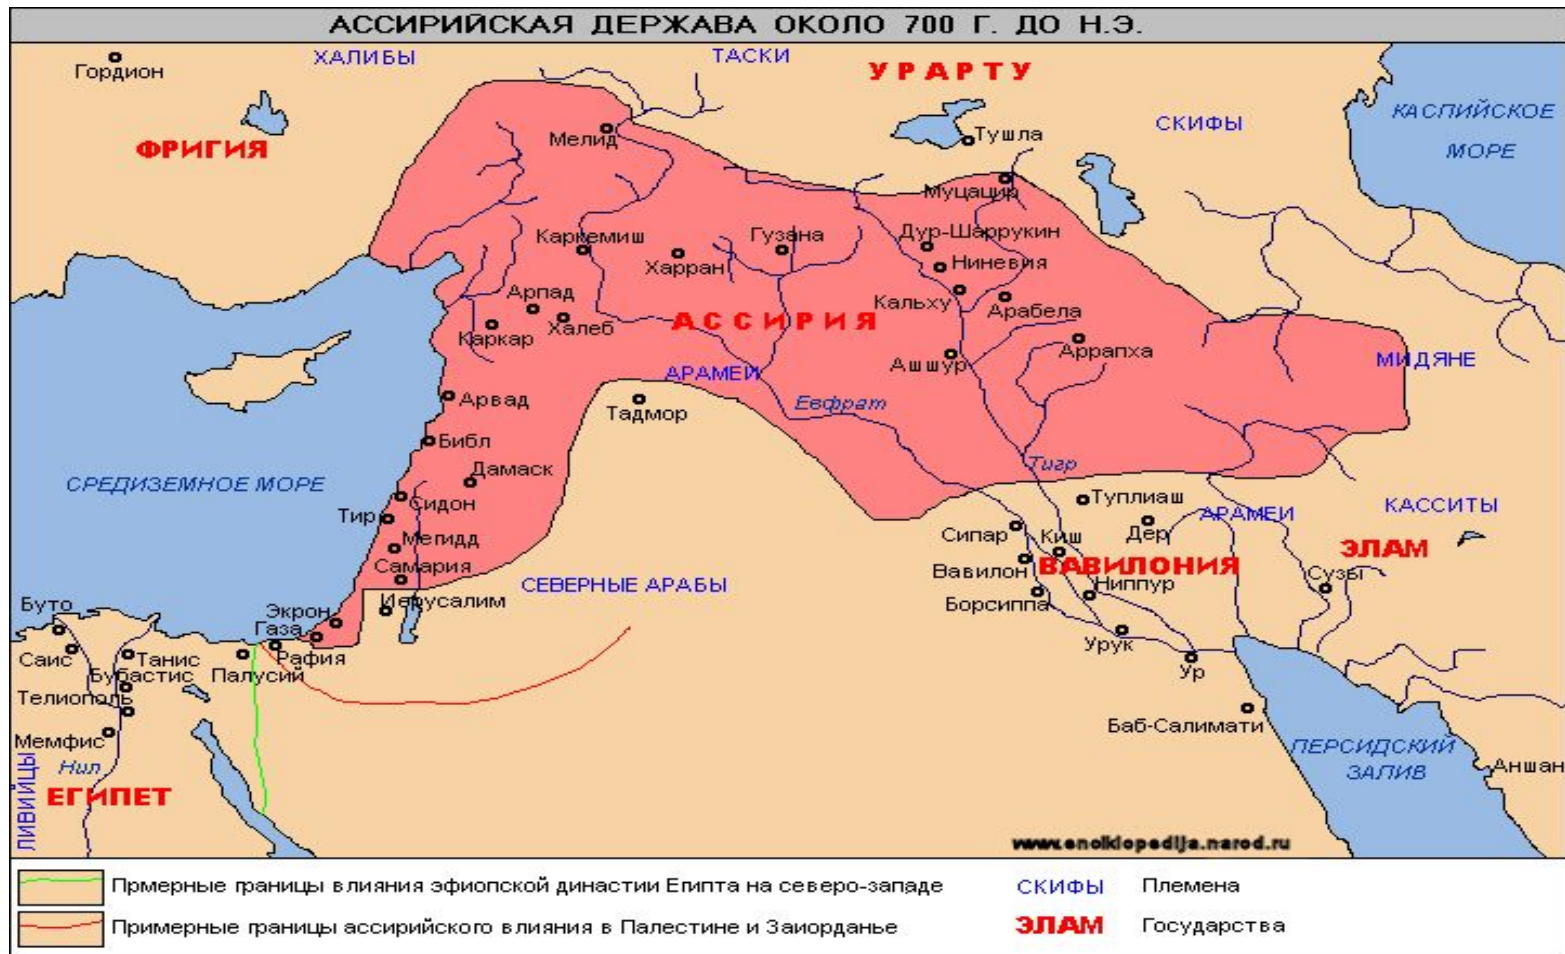 АССИРИЙСКАЯ ДЕРЖАВА ОКОЛО 700 Г. ДО Н.Э.
Гордион
ХАЛИБЫ
ТАСКИ
УРАРТУ
КАСПИЙСКОЕ
МОРЕ
СКИФЫ
ФРИГИЯ
Мелид
Тушла
Муцацир
Каркемиш
Харран
Гузана
Дур-Шаррукин
Ниневия
Кальху
Арабела
Арпад
Халеб
Каркар
АССИРИЯ
Ашшур
Аррапха
МИДЯНЕ
АРАМЕИ
Евфрат
Тадмор
Арвад
Библ
Дамаск
СРЕДИЗЕМНОЕ МОРЕ
Сидон
Тир
Мегидд
Самария
Тигр
Туплиаш
АРАМЕИ
КАССИТЫ
Сипар
Киш
Дер
ЭЛАМ
Вавилон
ВАВИЛОНИЯ
Сузы
Борсиппа
Ниппур
СЕВЕРНЫЕ АРАБЫ
Буто
Экрон
Иерусалим
Газа
Урук
Ур
Саис
Танис
Бубастис
Палусий
Рафия
Телиополь
Мемфис
Нил
ЛИВИЙЦЫ
ЕГИПЕТ
Баб-Салимати
ПЕРСИДСКИЙ
ЗАЛИВ
Аншан
www.enciklopedija.narod.ru
Прмерные границы влияния эфиопской династии Египта на северо-западе
СКИФЫ Племена
Примерные границы ассирийского влияния в Палестине и Заиорданье
ЭЛАМ Государства